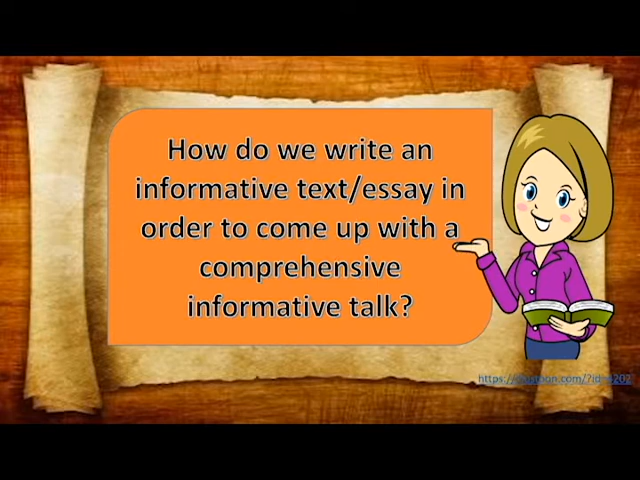 How do we write an
informative text/essay in
order to come up with a
comprehensive
informative talk?